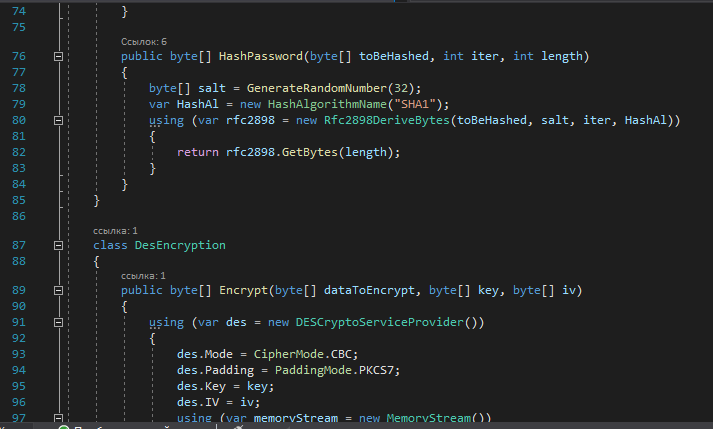 74 }
75
Ссылок: 6
76 public byte[] HashPassword(byte[] toBeHashed, int iter, int length)
77 {
78 byte[] salt = GenerateRandomNumber(32);
79 var HashAl = new HashAlgorithmName("SHA1");
80 using (var rfc2898 = new Rfc2898DeriveBytes(toBeHashed, salt, iter, HashAl))
81 {
82 return rfc2898.GetBytes(length);
83 }
84 }
85 }
86
ссылка: 1
87 class DesEncryption
88 {
ссылка: 1
89 public byte[] Encrypt(byte[] dataToEncrypt, byte[] key, byte[] iv)
90 {
91 using (var des = new DESCryptoServiceProvider())
92 {
93 des.Mode = CipherMode.CBC;
94 des.Padding = PaddingMode.PKCS7;
95 des.Key = key;
96 des.IV = iv;
97 using (var memoryStream = new MemoryStream())